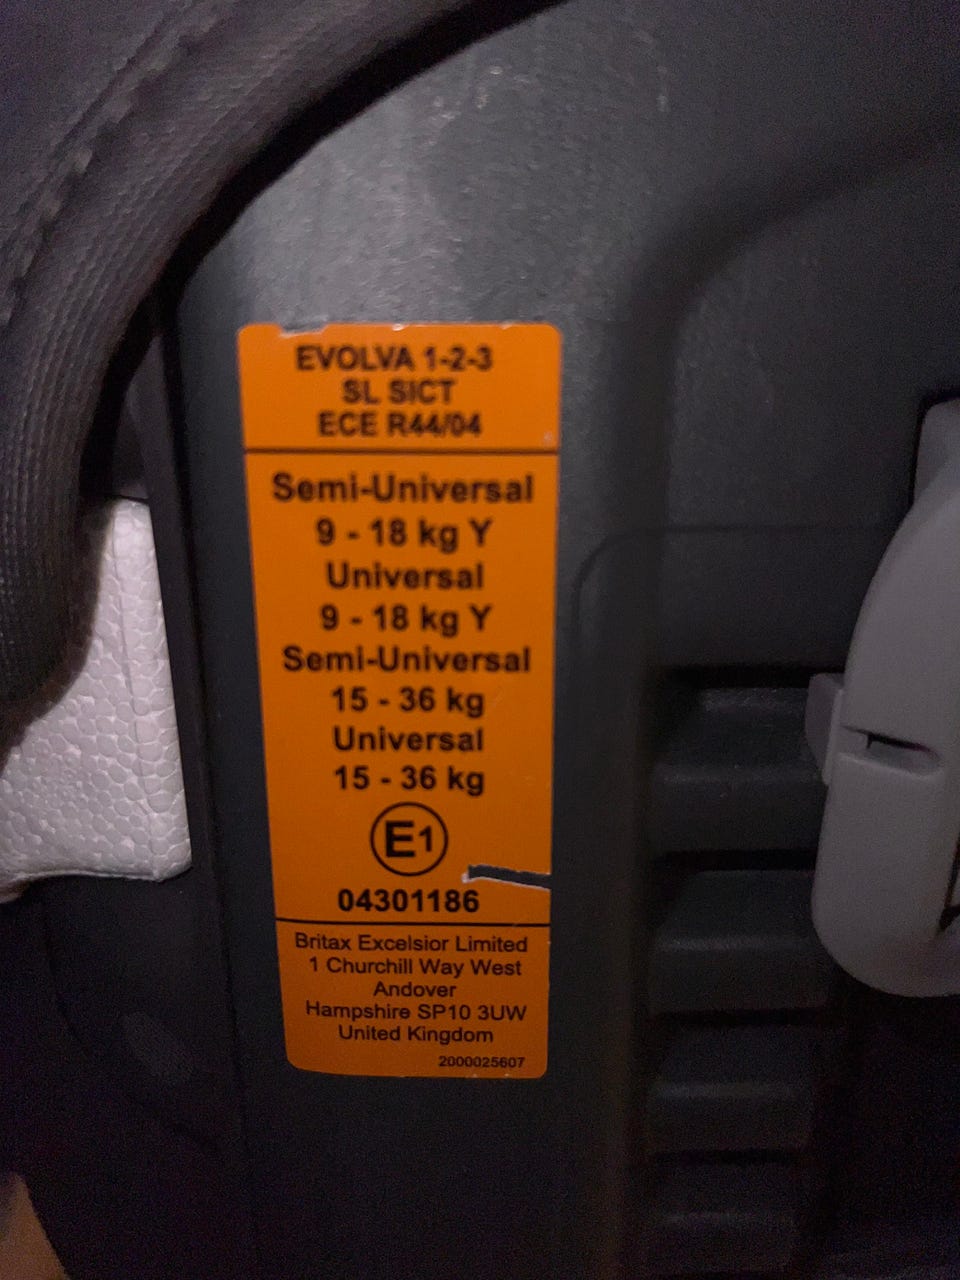 EVOLVA 1-2-3
SL SICT
ECE R44/04
Semi-Universal
9 - 18 kg Y
Universal
9 - 18 kg Y
Semi-Universal
15 - 36 kg
Universal
15 - 36 kg
E1
04301186
Britax Excelsior Limited
1 Churchill Way West
Andover
Hampshire SP10 3UW
United Kingdom
2000025607